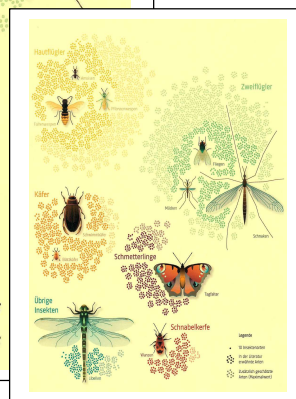 Hautflügler
Zweiflügler
Fliegen
Mücken
Schnaken
Käfer
Schmetterlinge
Tagfalter
Übrige
Insekten
Libellen
Schnabelkerfe
Wanzen
Legende
10 Insektenarten
In der Literatur
erwähnte Arten
Zusätzlich geschätzte
Arten (Maximalwert)